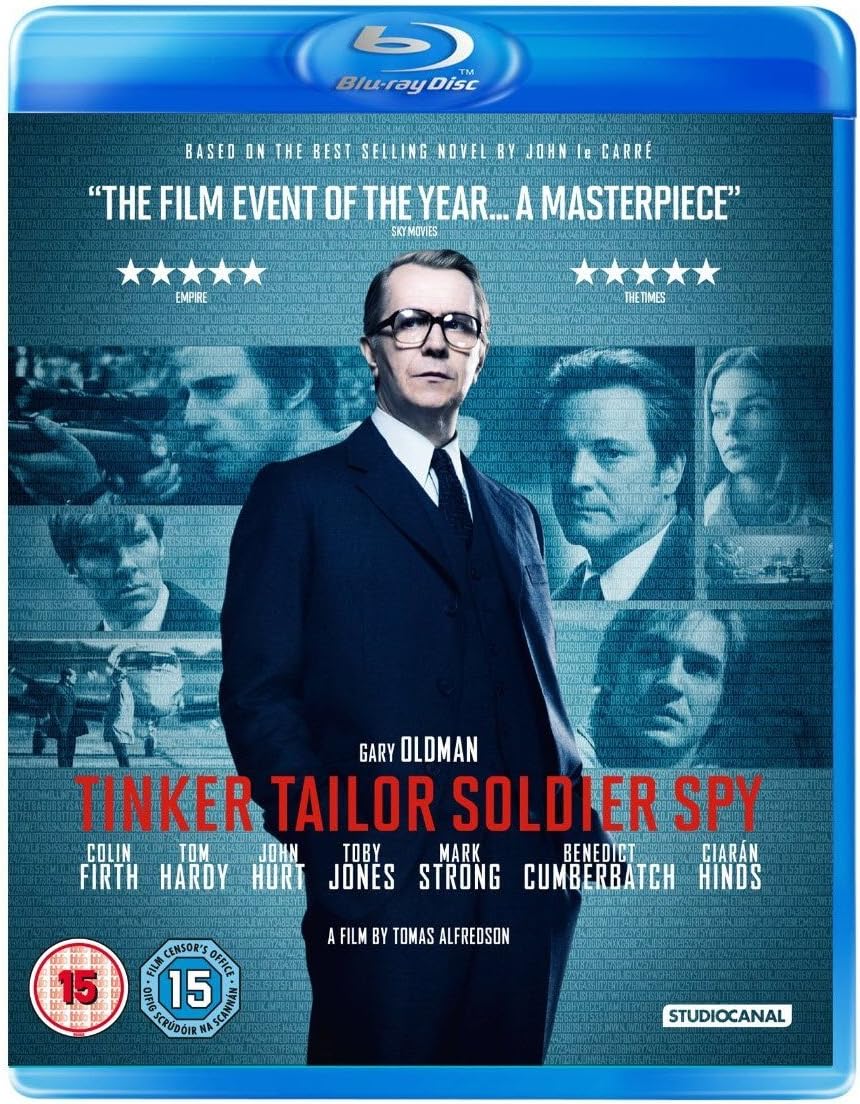 Blu-ray Disc™
BASED ON THE BEST SELLING NOVEL BY JOHN le CARRÉ
“THE FILM EVENT OF THE YEAR... A MASTERPIECE”
SKY MOVIES
EMPIRE
THE TIMES
GARY OLDMAN
TINKER TAILOR SOLDIER SPY
COLIN FIRTH TOM HARDY JOHN HURT TOBY JONES MARK STRONG BENEDICT CUMBERBATCH CIARÁN HINDS
A FILM BY TOMAS ALFREDSON
15
FILM CENSOR'S OFFICE
15
OIFIG SCRÚDÓIR NA SCANNÁN
STUDIOCANAL